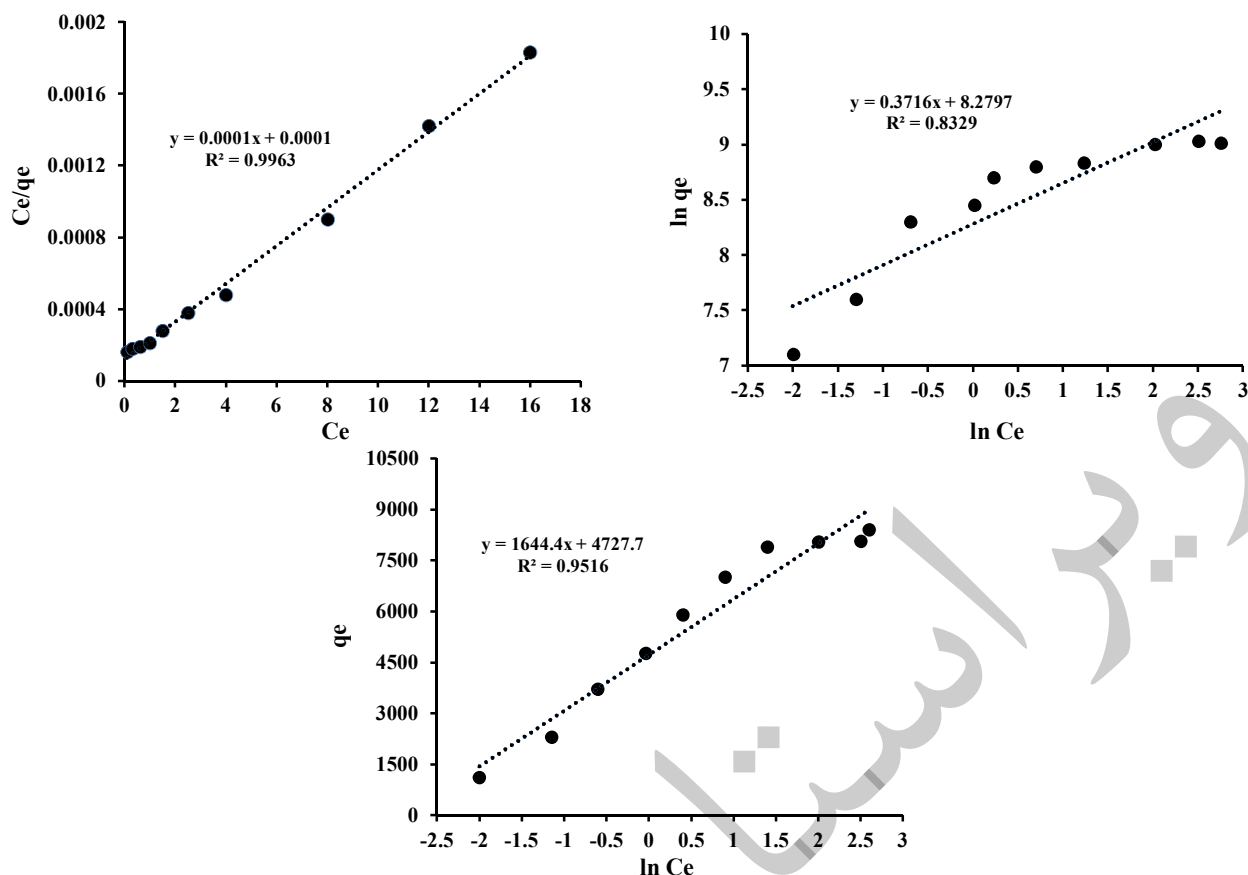 0.002
0.0016
0.0012
0.0008
0.0004
0
Ce/qe
y = 0.0001x + 0.0001
R² = 0.9963
0 2 4 6 8 10 12 14 16 18
Ce
10
9.5
9
8.5
8
7.5
7
ln qe
y = 0.3716x + 8.2797
R² = 0.8329
-2.5 -2 -1.5 -1 -0.5 0 0.5 1 1.5 2 2.5 3
ln Ce
10500
9000
7500
6000
4500
3000
1500
0
qe
y = 1644.4x + 4727.7
R² = 0.9516
-2.5 -2 -1.5 -1 -0.5 0 0.5 1 1.5 2 2.5 3
ln Ce